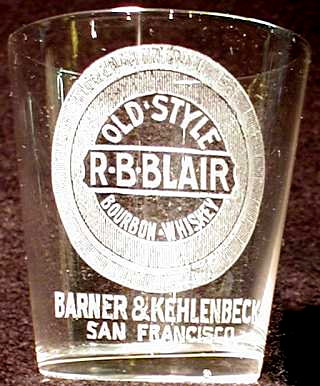 OLD·STYLE
R·B·BLAIR
BOURBON·WHISKEY
BARNER & KEHLENBECK
SAN FRANCISCO